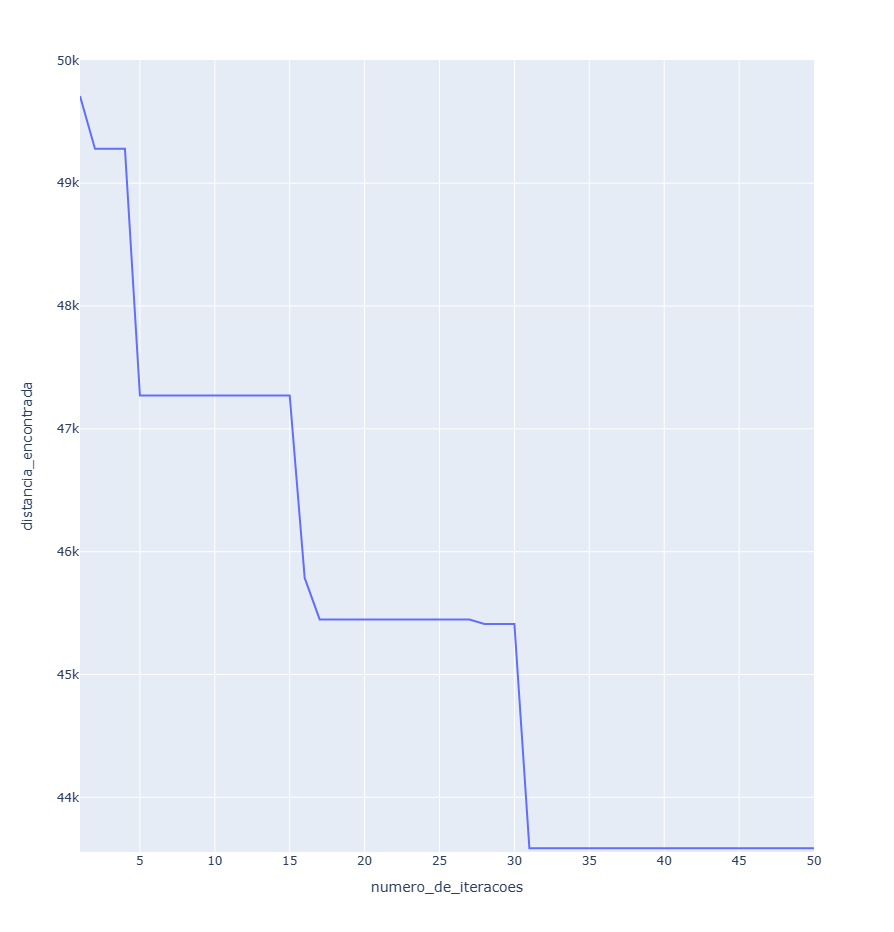 50k
49k
48k
47k
46k
45k
44k
distancia_encontrada
5 10 15 20 25 30 35 40 45 50
numero_de_iteracoes